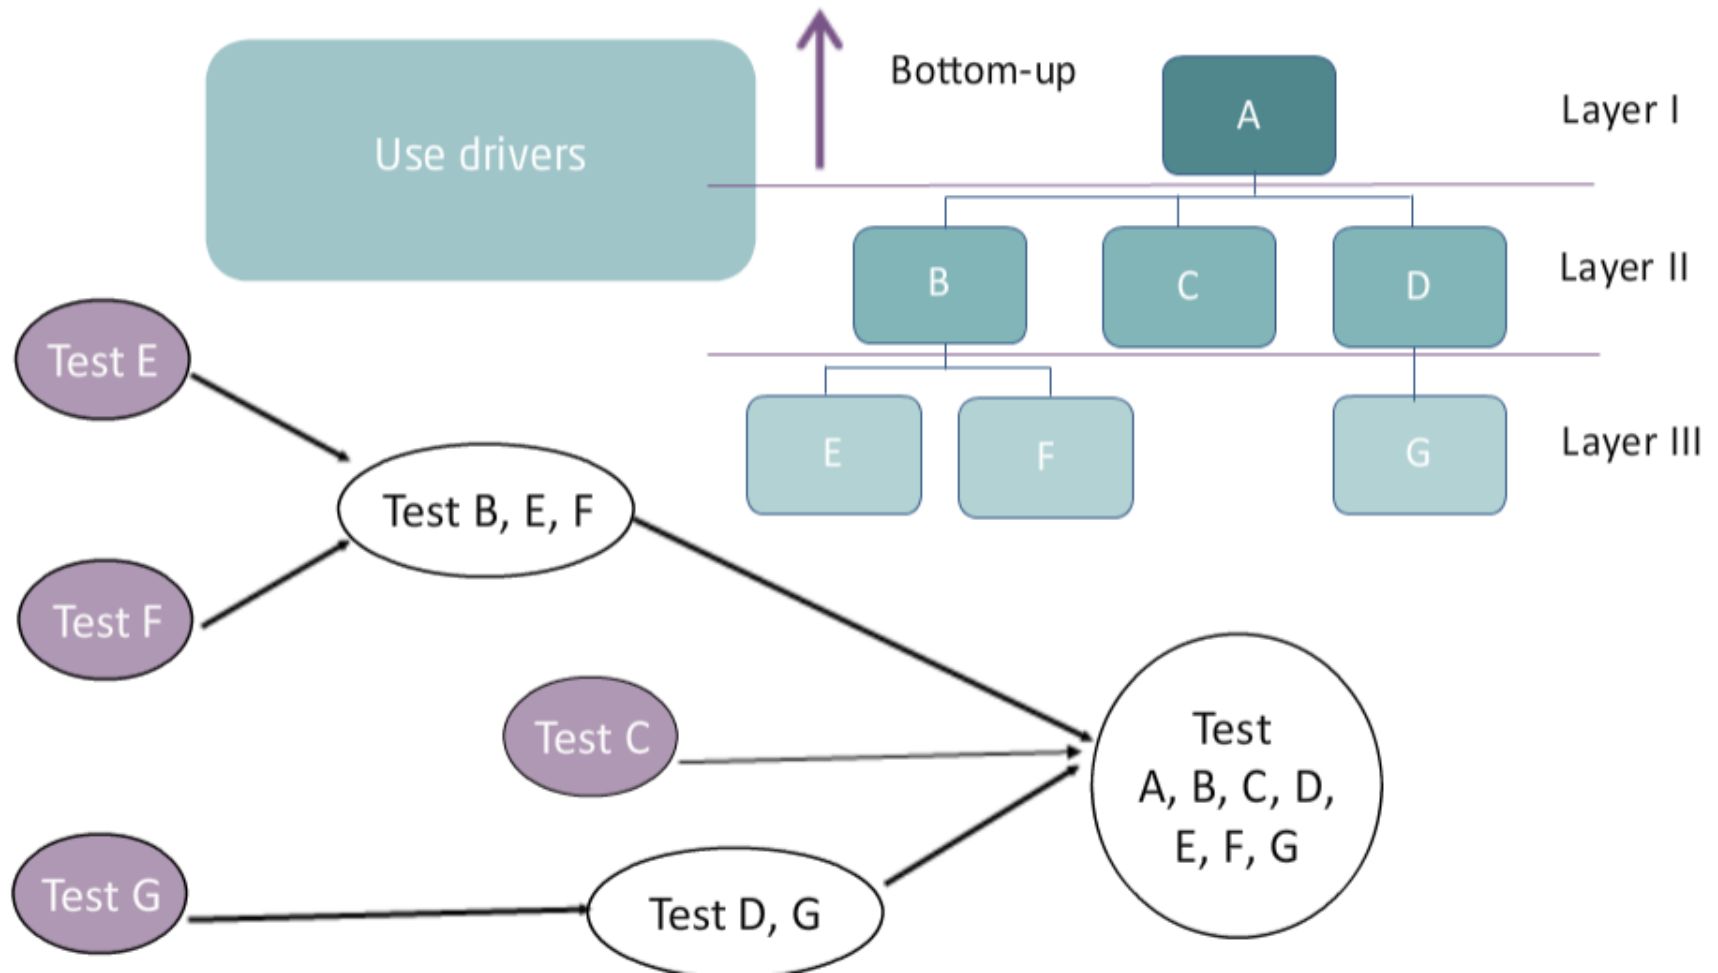 Use drivers
Bottom-up
A
Layer I
B
C
D
Layer II
E
F
G
Layer III
Test E
Test B, E, F
Test F
Test C
Test
A, B, C, D,
E, F, G
Test G
Test D, G